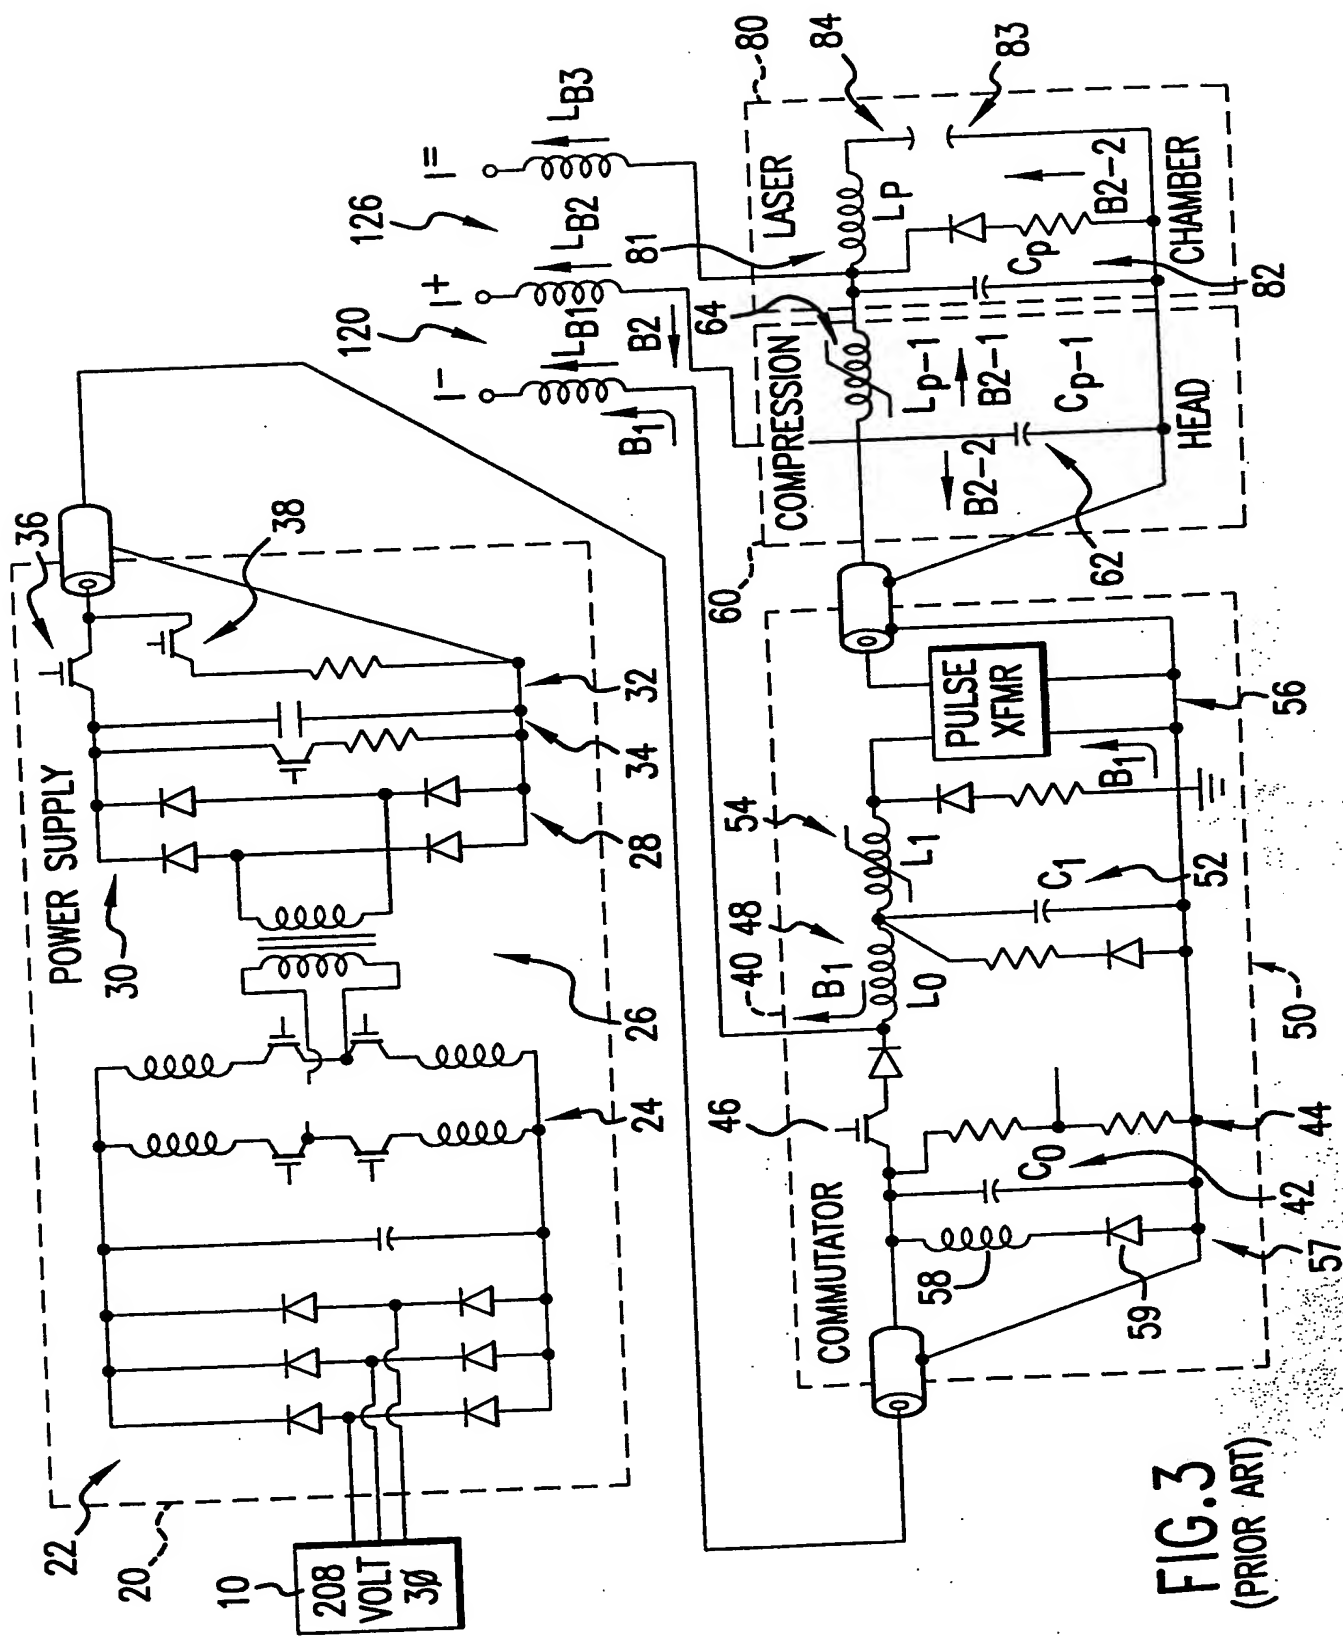 22
20
10
208
VOLT
3Ø
POWER SUPPLY
30
24
26
28
34
32
36
38
120
126
I-
I+
I=
LB1
LB2
LB3
B1
B2
COMMUTATOR
46
40
48
54
B1
L0
L1
C0
C1
58
59
57
42
44
52
50
B1
PULSE
XFMR
56
60
COMPRESSION
HEAD
64
62
Lp-1
B2-1
Cp-1
B2-2
81
LASER
CHAMBER
Lp
Cp
B2-2
82
80
84
83
FIG.3
(PRIOR ART)